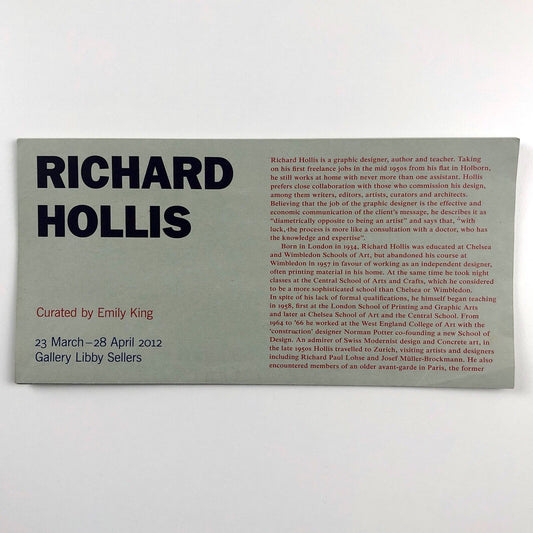 RICHARD
HOLLIS
Curated by Emily King
23 March – 28 April 2012
Gallery Libby Sellers
Richard Hollis is a graphic designer, author and teacher. Taking
on his first freelance jobs in the mid 1950s from his flat in Holborn,
he still works at home with never more than one assistant. Hollis
prefers close collaboration with those who commission his design,
among them writers, editors, artists, curators and architects.
Believing that the job of the graphic designer is the effective and
economic communication of the client's message, he describes it as
“diametrically opposite to being an artist” and says that, “with
luck, the process is more like a consultation with a doctor, who has
the knowledge and expertise”.
Born in London in 1934, Richard Hollis was educated at Chelsea
and Wimbledon Schools of Art, but abandoned his course at
Wimbledon in 1957 in favour of working as an independent designer,
often printing material in his home. At the same time he took night
classes at the Central School of Arts and Crafts, which he considered
to be a more sophisticated school than Chelsea or Wimbledon.
In spite of his lack of formal qualifications, he himself began teaching
in 1958, first at the London School of Printing and Graphic Arts
and later at Chelsea School of Art and the Central School. From
1964 to ’66 he worked at the West England College of Art with the
‘construction’ designer Norman Potter co-founding a new School of
Design. An admirer of Swiss Modernist design and Concrete art, in
the late 1950s Hollis travelled to Zurich, visiting artists and designers
including Richard Paul Lohse and Josef Müller-Brockmann. He also
encountered members of an older avant-garde in Paris, the former